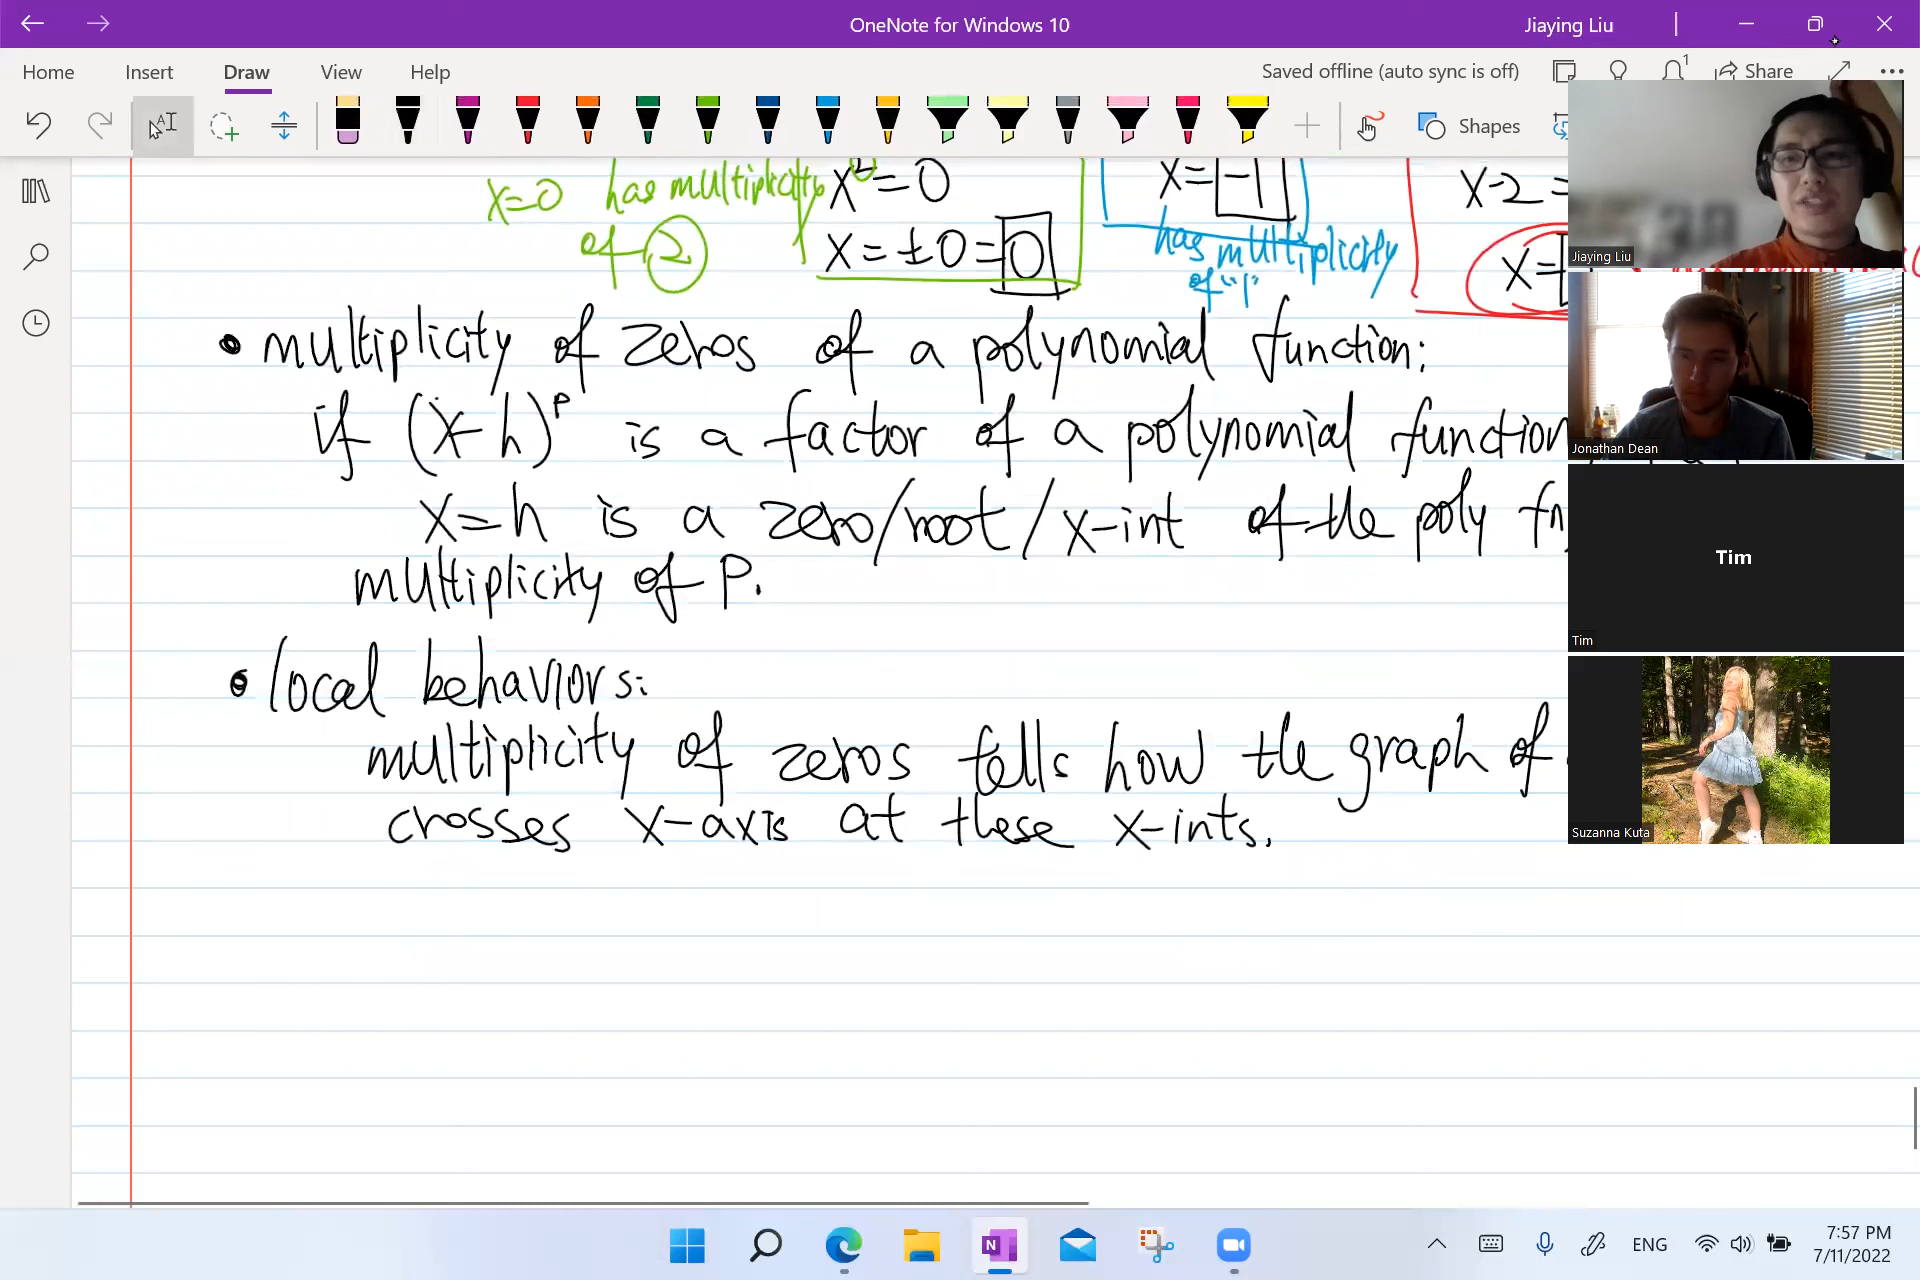 OneNote for Windows 10
Jiaying Liu
Home Insert Draw View Help
Saved offline (auto sync is off)
1
Share
Shapes
x=0 has multiplicity
of 2
x²=0
x=±0=0
x=-1
has multiplicity
of "1"
x-2=
x=
• multiplicity of zeros of a polynomial function:
if (x-h)^p is a factor of a polynomial function
x=h is a zero/root/x-int of the poly fn
multiplicity of P.
• local behaviors:
multiplicity of zeros tells how the graph of
crosses x-axis at these x-ints.
Jiaying Liu
Jonathan Dean
Tim
Tim
Suzanna Kuta
ENG
7:57 PM
7/11/2022